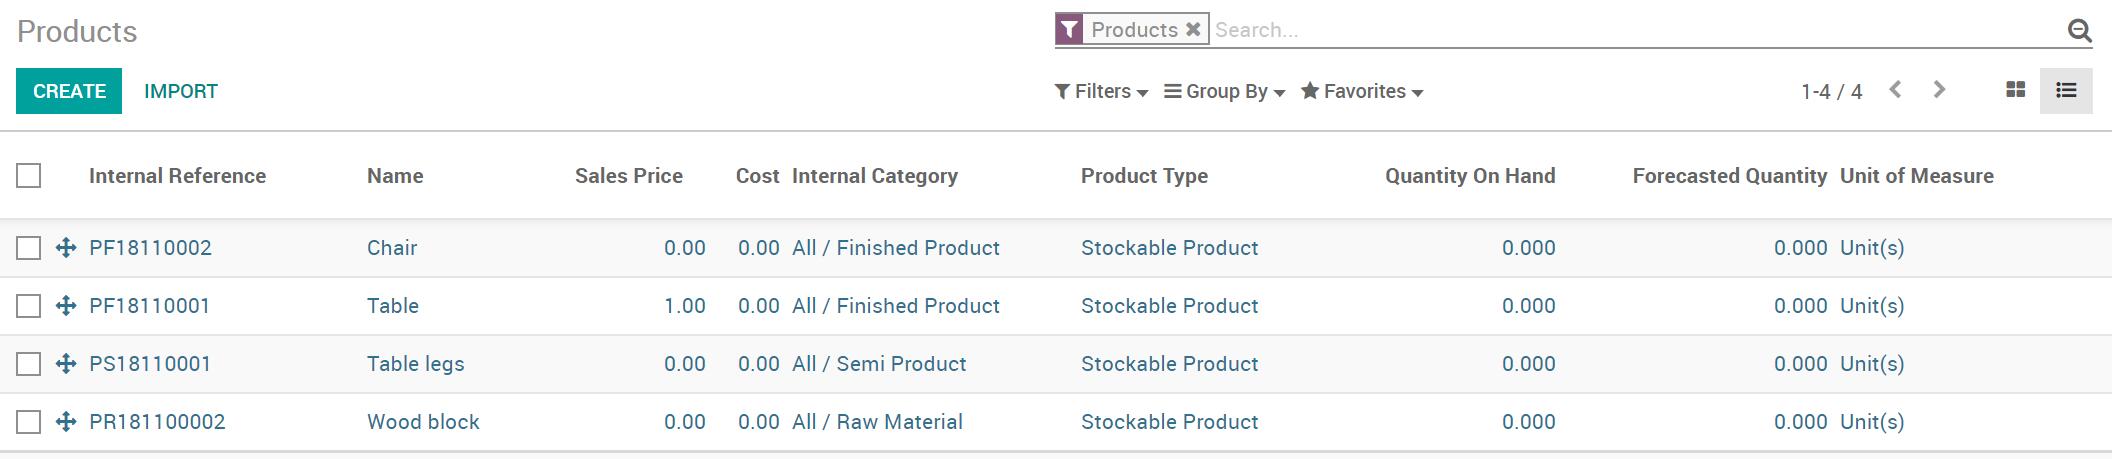 Products
Products ✖ Search...
CREATE IMPORT
Filters Group By Favorites 1-4 / 4
Internal Reference Name Sales Price Cost Internal Category Product Type Quantity On Hand Forecasted Quantity Unit of Measure
PF18110002 Chair 0.00 0.00 All / Finished Product Stockable Product 0.000 0.000 Unit(s)
PF18110001 Table 1.00 0.00 All / Finished Product Stockable Product 0.000 0.000 Unit(s)
PS18110001 Table legs 0.00 0.00 All / Semi Product Stockable Product 0.000 0.000 Unit(s)
PR181100002 Wood block 0.00 0.00 All / Raw Material Stockable Product 0.000 0.000 Unit(s)